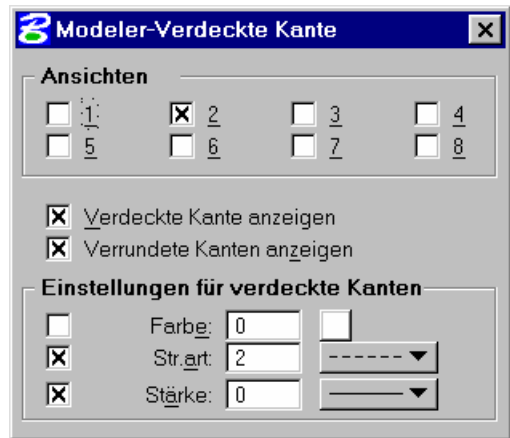 Modeler-Verdeckte Kante
Ansichten
1 2 3 4
5 6 7 8
Verdeckte Kante anzeigen
Verrundete Kanten anzeigen
Einstellungen für verdeckte Kanten
Farbe: 0
Str.art: 2
Stärke: 0